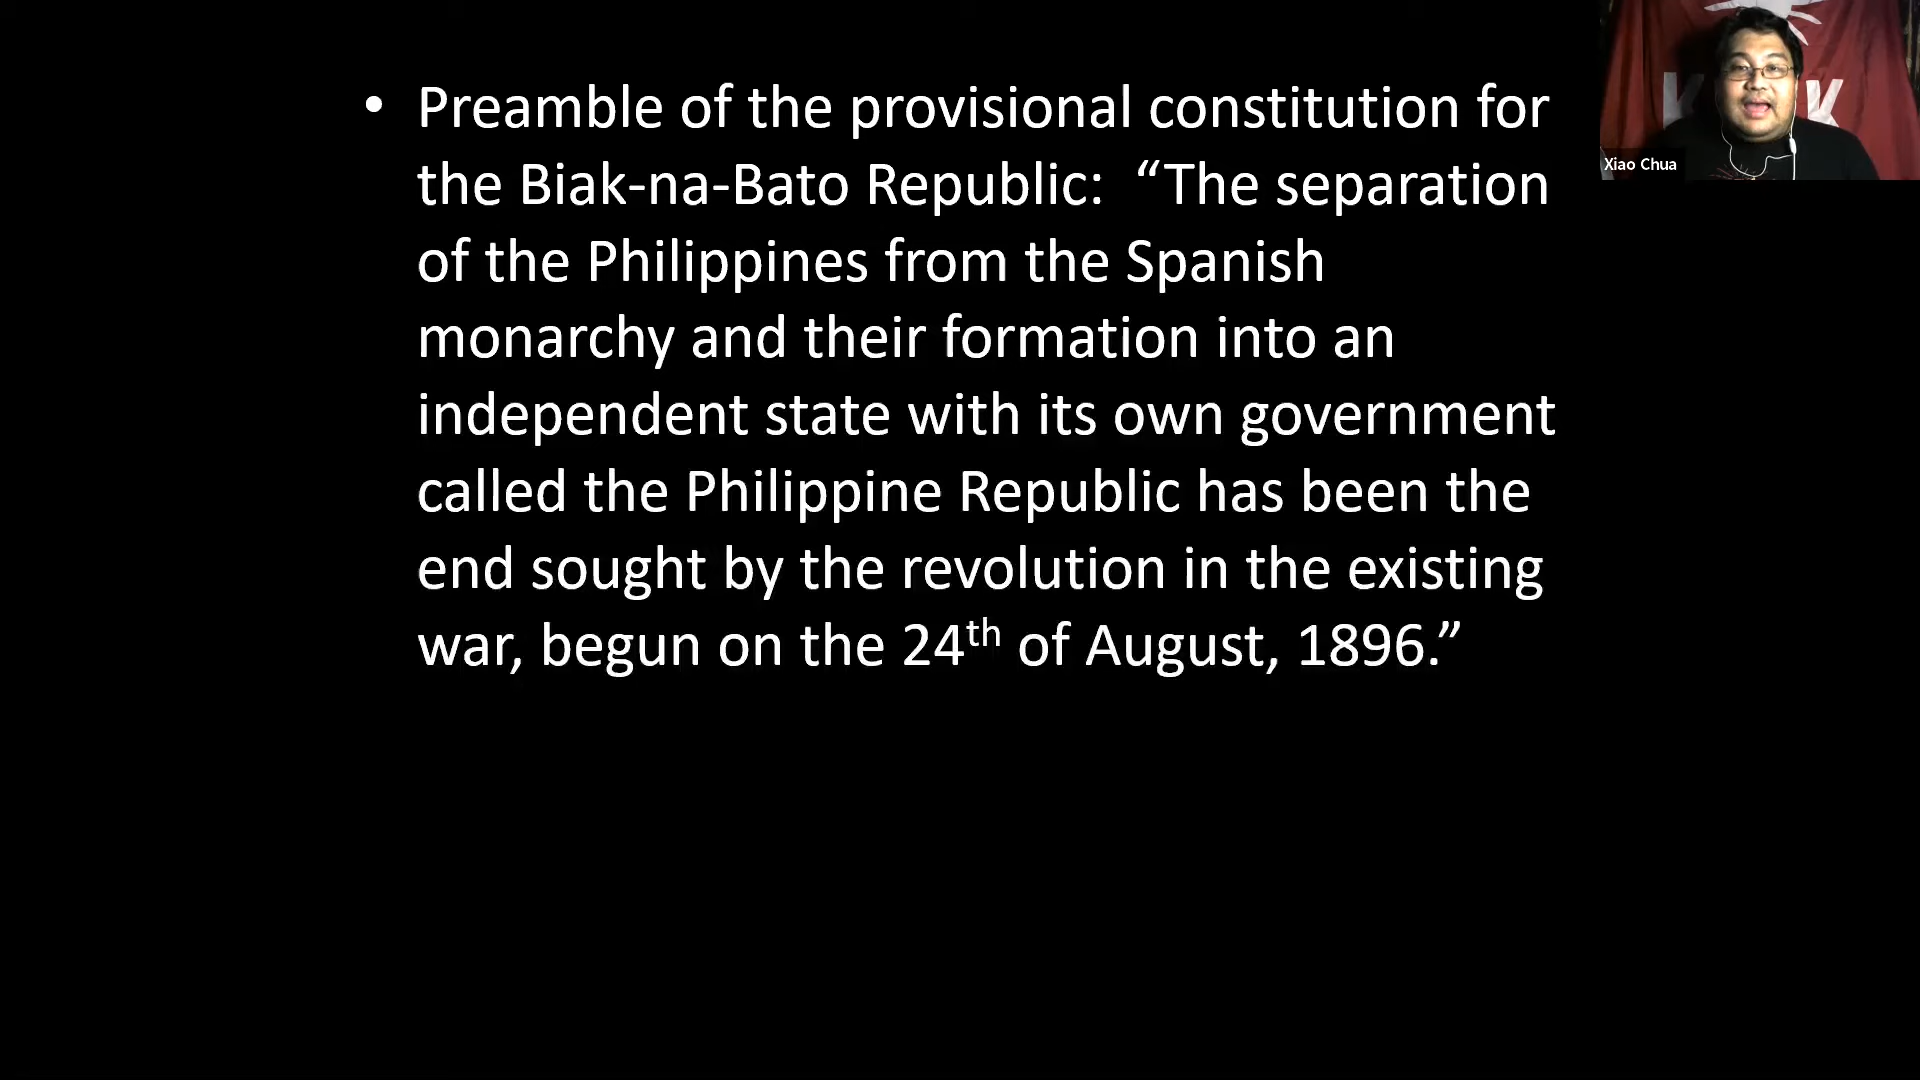 • Preamble of the provisional constitution for
the Biak-na-Bato Republic: “The separation
of the Philippines from the Spanish
monarchy and their formation into an
independent state with its own government
called the Philippine Republic has been the
end sought by the revolution in the existing
war, begun on the 24th of August, 1896.”
K K
Xiao Chua